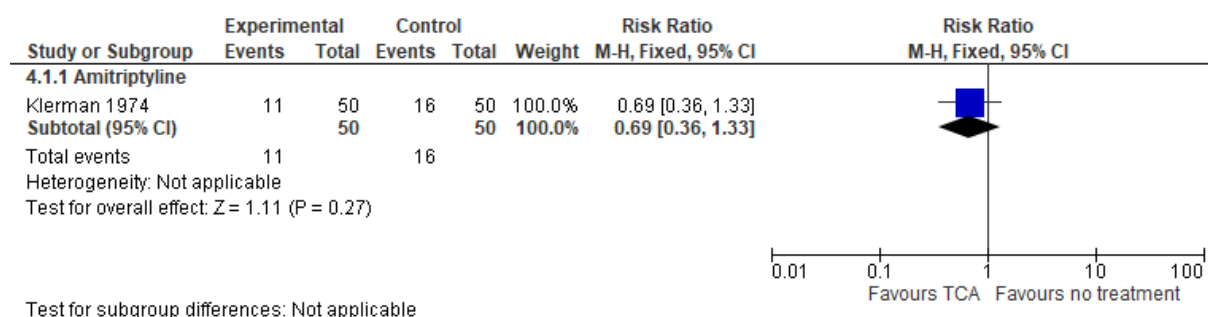 Experimental Control Risk Ratio Risk Ratio
Study or Subgroup Events Total Events Total Weight M-H, Fixed, 95% CI M-H, Fixed, 95% CI
4.1.1 Amitriptyline
Klerman 1974 11 50 16 50 100.0% 0.69 [0.36, 1.33]
Subtotal (95% CI) 50 50 100.0% 0.69 [0.36, 1.33]
Total events 11 16
Heterogeneity: Not applicable
Test for overall effect: Z = 1.11 (P = 0.27)
0.01 0.1 1 10 100
Favours TCA Favours no treatment
Test for subgroup differences: Not applicable